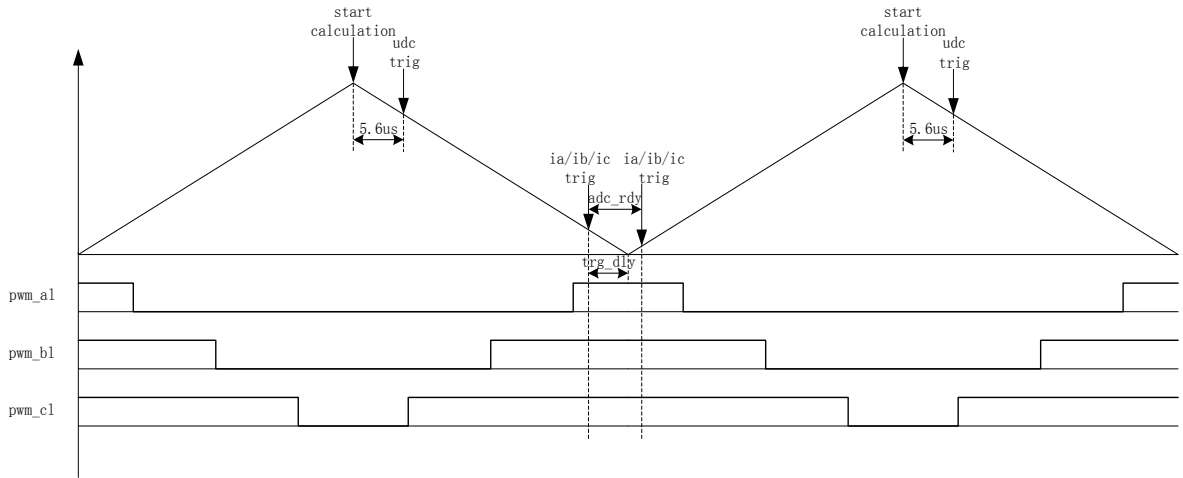 start
calculation
udc
trig
5.6us
start
calculation
udc
trig
5.6us
ia/ib/ic
trig
ia/ib/ic
trig
adc_rdy
trg_dly
pwm_al
pwm_bl
pwm_cl